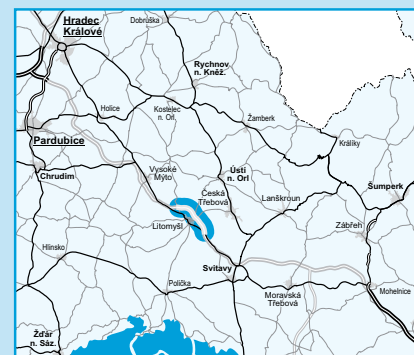 Dobruška
Hradec
Králové
Rychnov
n. Kněž.
Holice
Kostelec
n. Orl.
Žamberk
Pardubice
Králíky
Chrudim
Vysoké
Mýto
Ústí
n. Orl
Česká
Třebová
Lanškroun
Šumperk
Litomyšl
Zábřeh
Hlinsko
Svitavy
Polička
Moravská
Třebová
Mohelnice
Žďár
n. Sáz.